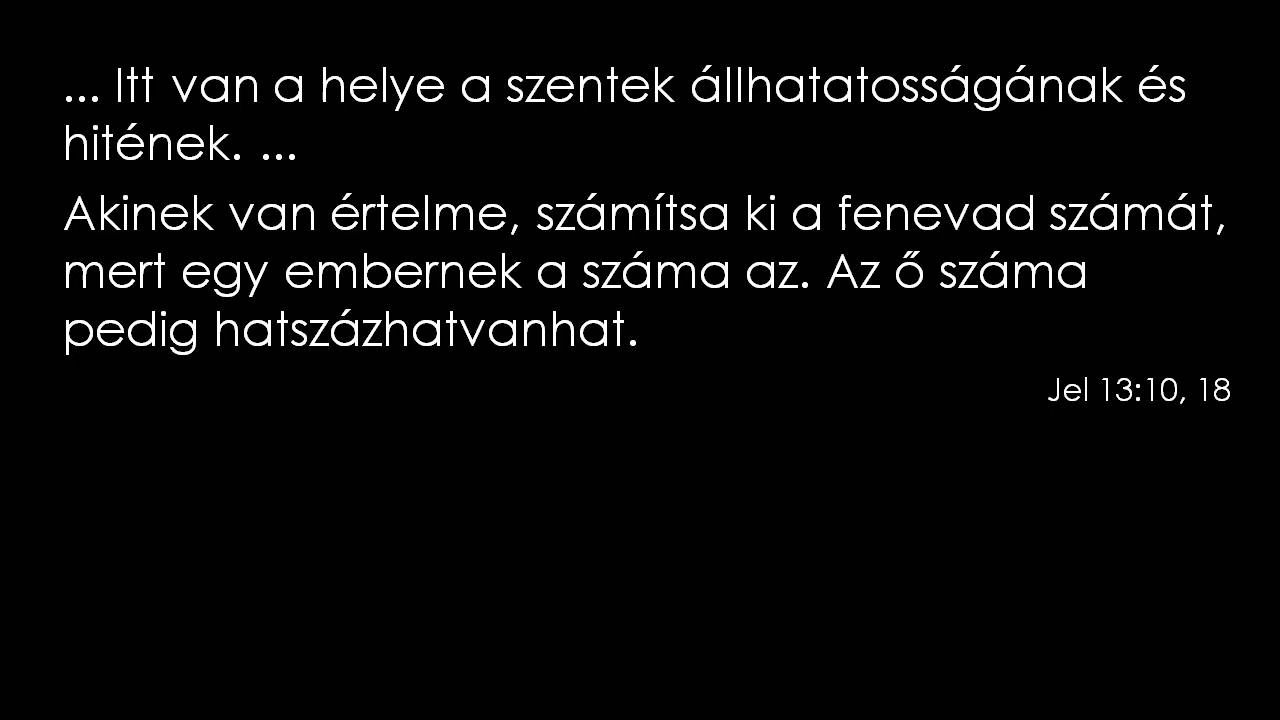 ... Itt van a helye a szentek állhatatosságának és
hitének. ...
Akinek van értelme, számítsa ki a fenevad számát,
mert egy embernek a száma az. Az ő száma
pedig hatszázhatvanhat.
Jel 13:10, 18